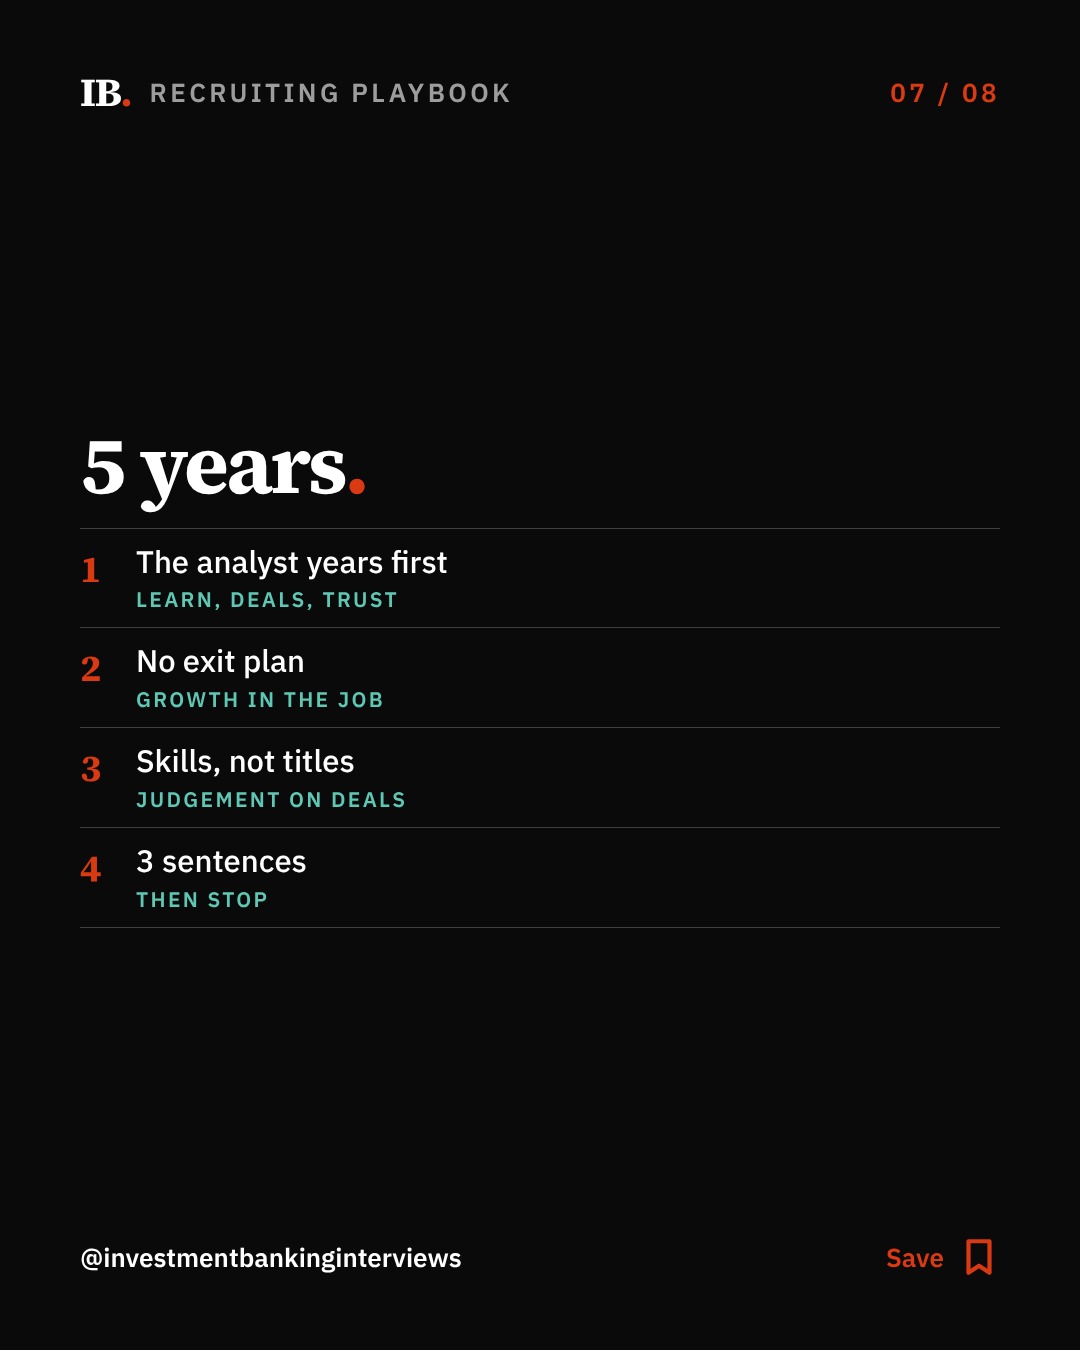 IB. RECRUITING PLAYBOOK
07 / 08
5 years.
1 The analyst years first
LEARN, DEALS, TRUST
2 No exit plan
GROWTH IN THE JOB
3 Skills, not titles
JUDGEMENT ON DEALS
4 3 sentences
THEN STOP
@investmentbankinginterviews
Save